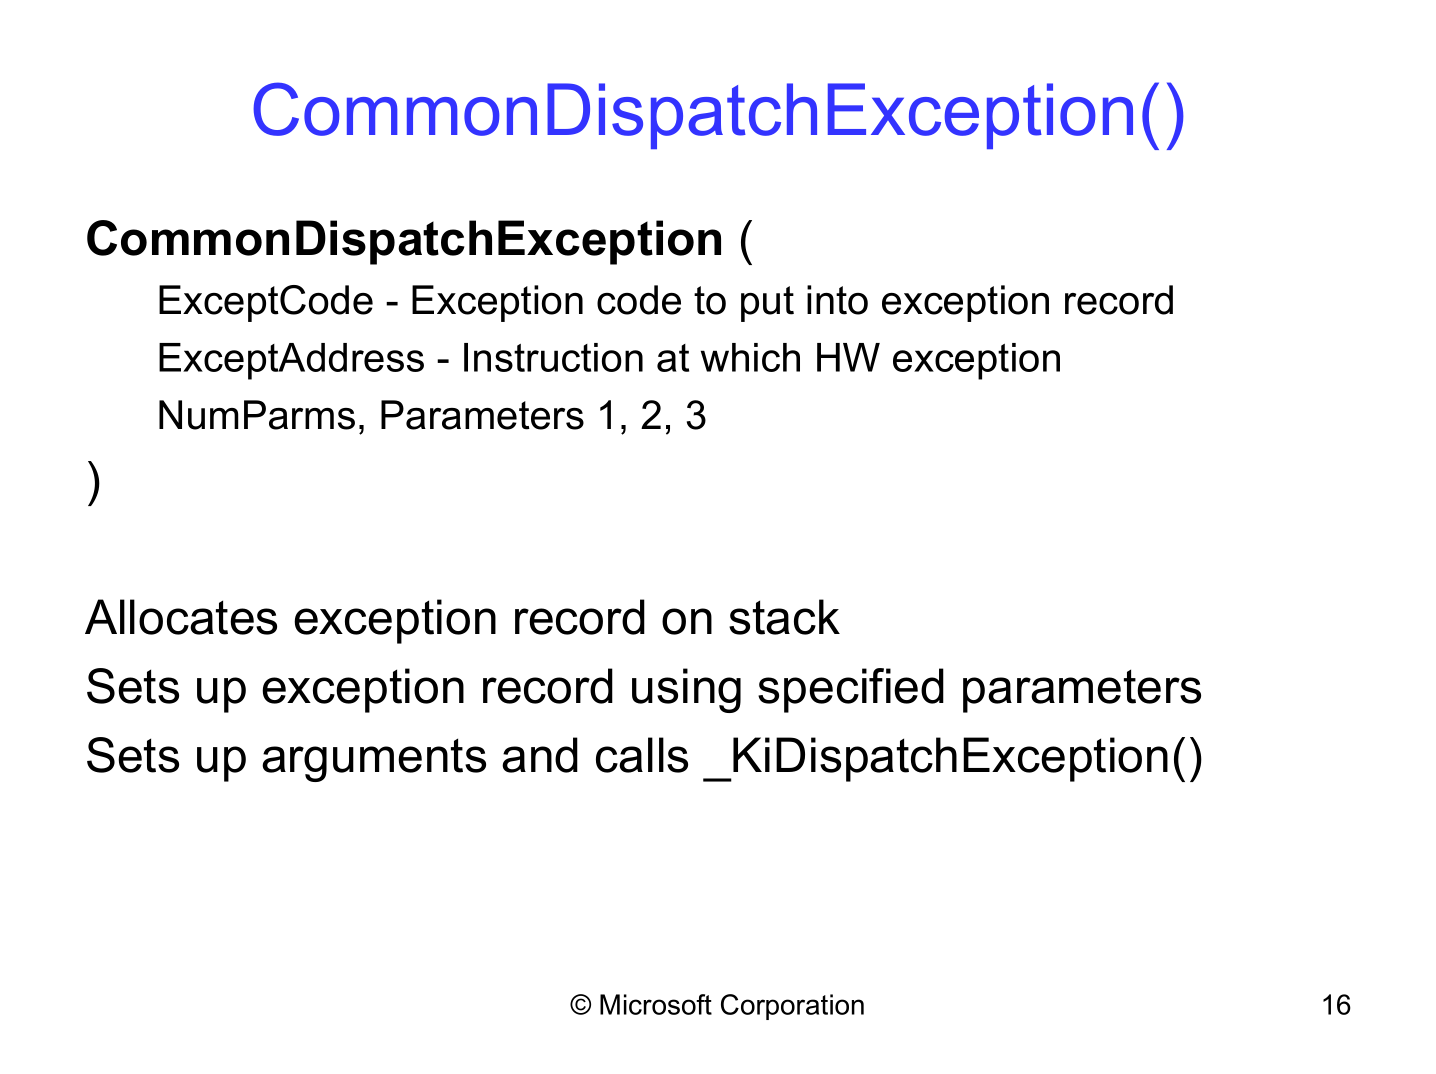 CommonDispatchException()
CommonDispatchException (
ExceptCode - Exception code to put into exception record
ExceptAddress - Instruction at which HW exception
NumParms, Parameters 1, 2, 3
)
Allocates exception record on stack
Sets up exception record using specified parameters
Sets up arguments and calls _KiDispatchException()
© Microsoft Corporation
16